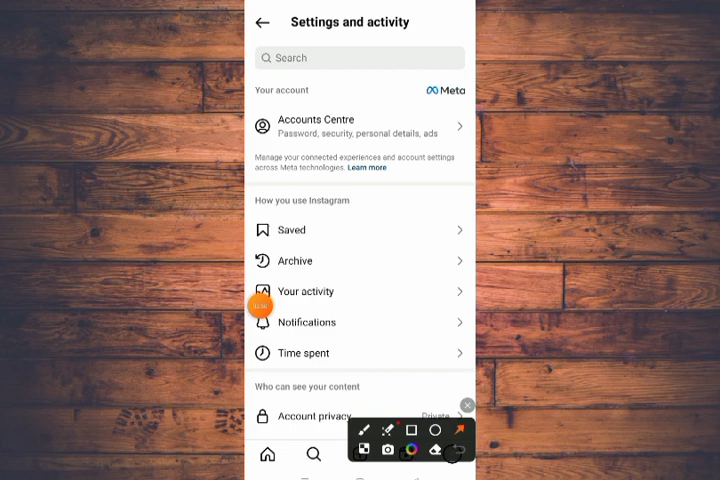 Settings and activity
Search
Your account
Meta
Accounts Centre
Password, security, personal details, ads
Manage your connected experiences and account settings
across Meta technologies. Learn more
How you use Instagram
Saved
Archive
Your activity
Notifications
Time spent
Who can see your content
Account privacy
Private